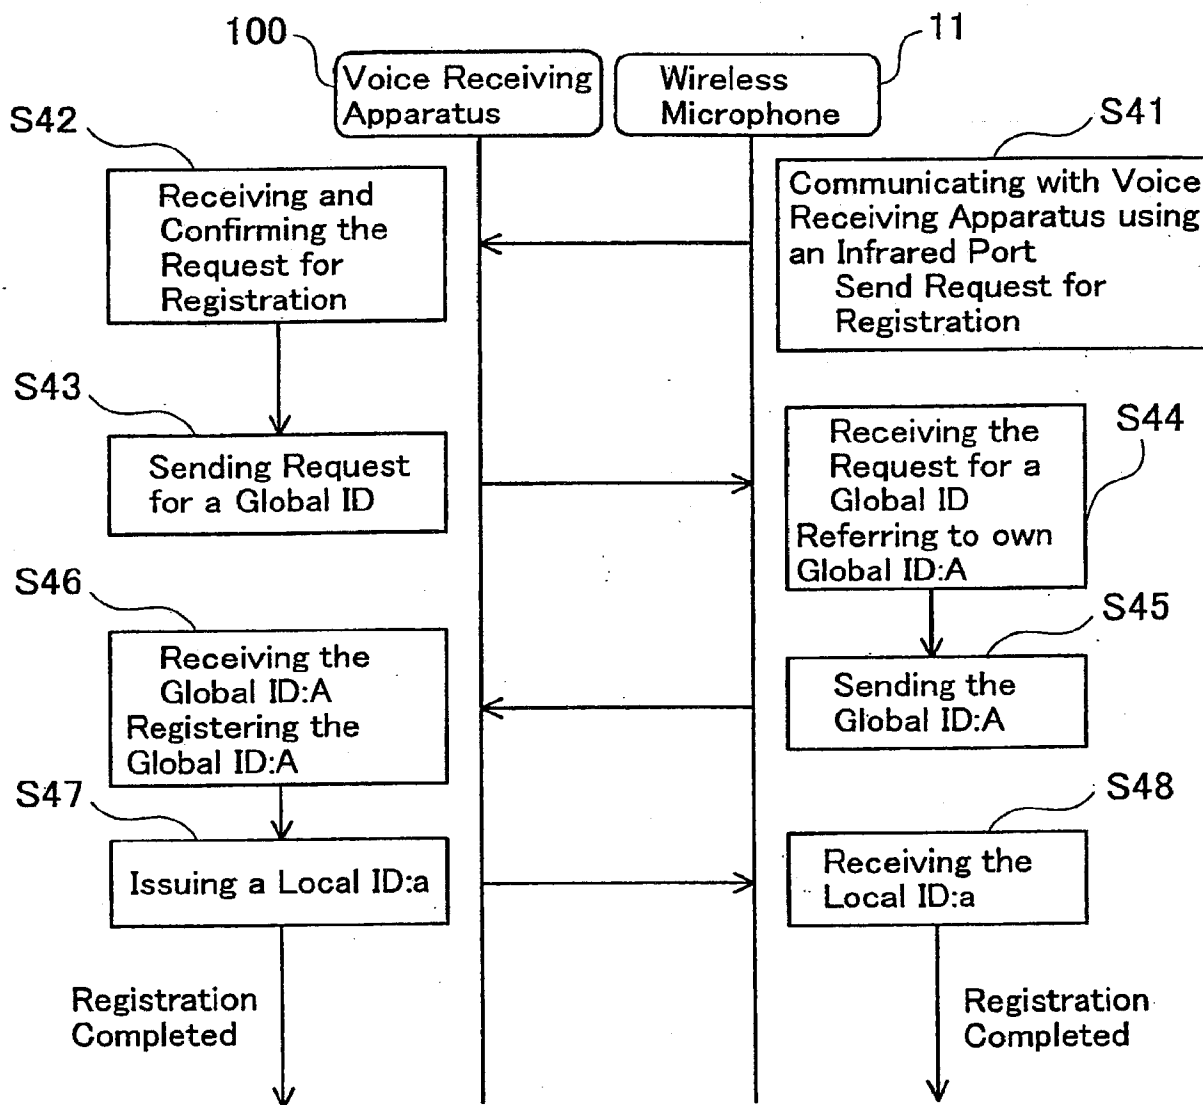 100
11
Voice Receiving
Apparatus
Wireless
Microphone
S42
S41
Receiving and
Confirming the
Request for
Registration
Communicating with Voice
Receiving Apparatus using
an Infrared Port
Send Request for
Registration
S43
S44
Sending Request
for a Global ID
Receiving the
Request for a
Global ID
Referring to own
Global ID:A
S46
S45
Receiving the
Global ID:A
Registering the
Global ID:A
Sending the
Global ID:A
S47
S48
Issuing a Local ID:a
Receiving the
Local ID:a
Registration
Completed
Registration
Completed